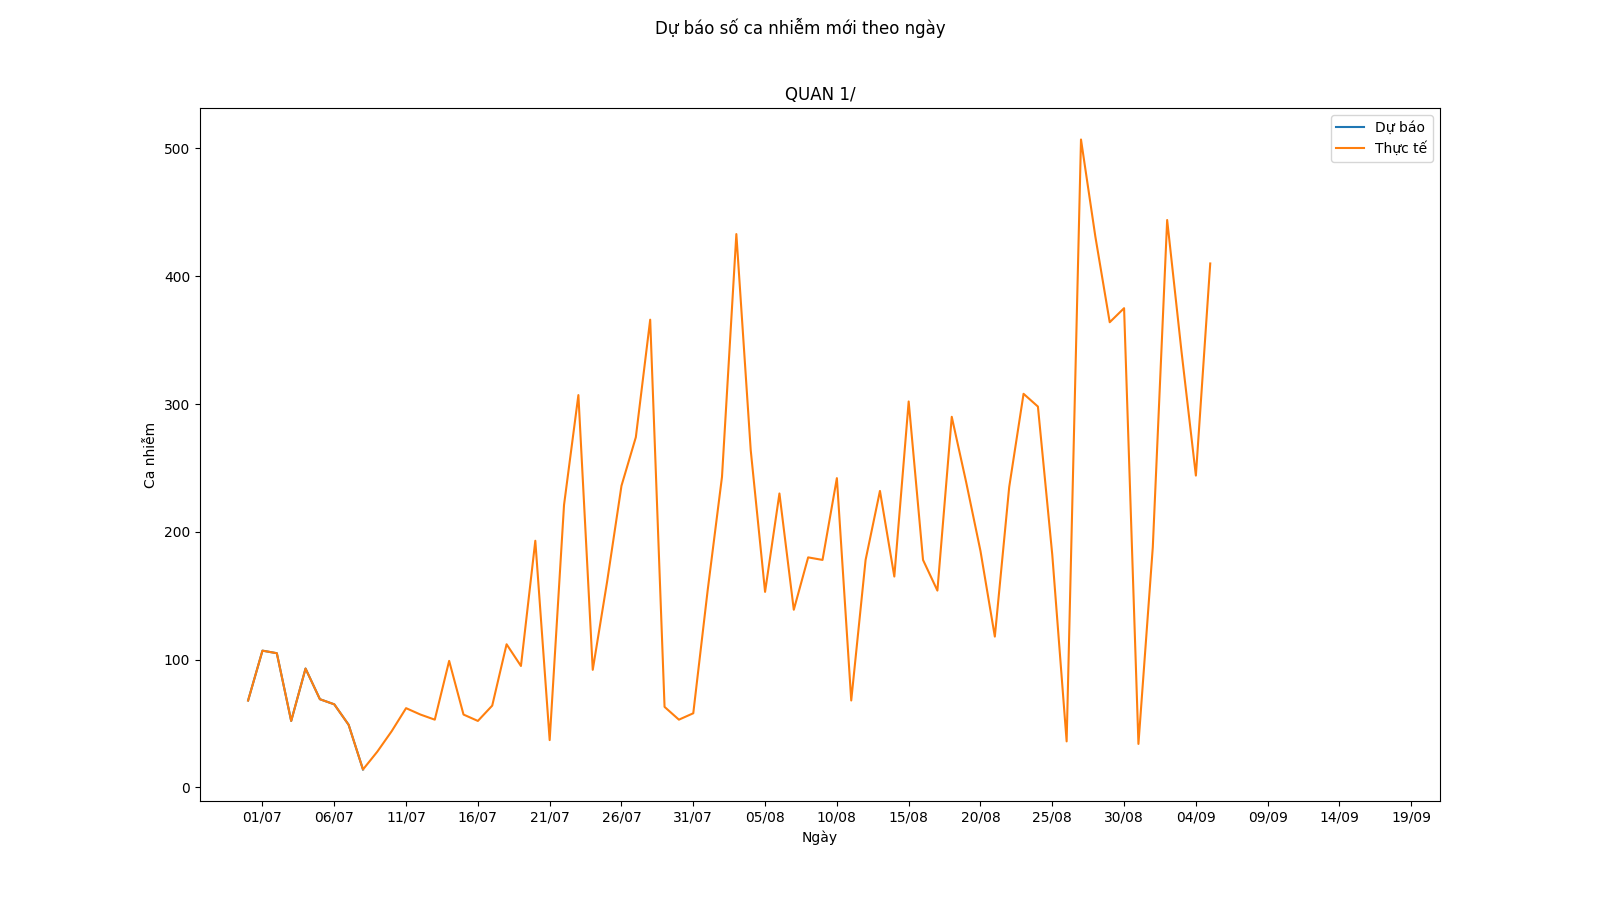 Dự báo số ca nhiễm mới theo ngày
QUAN 1/
Dự báo
Thực tế
500
400
300
200
100
0
Ca nhiễm
01/07 06/07 11/07 16/07 21/07 26/07 31/07 05/08 10/08 15/08 20/08 25/08 30/08 04/09 09/09 14/09 19/09
Ngày